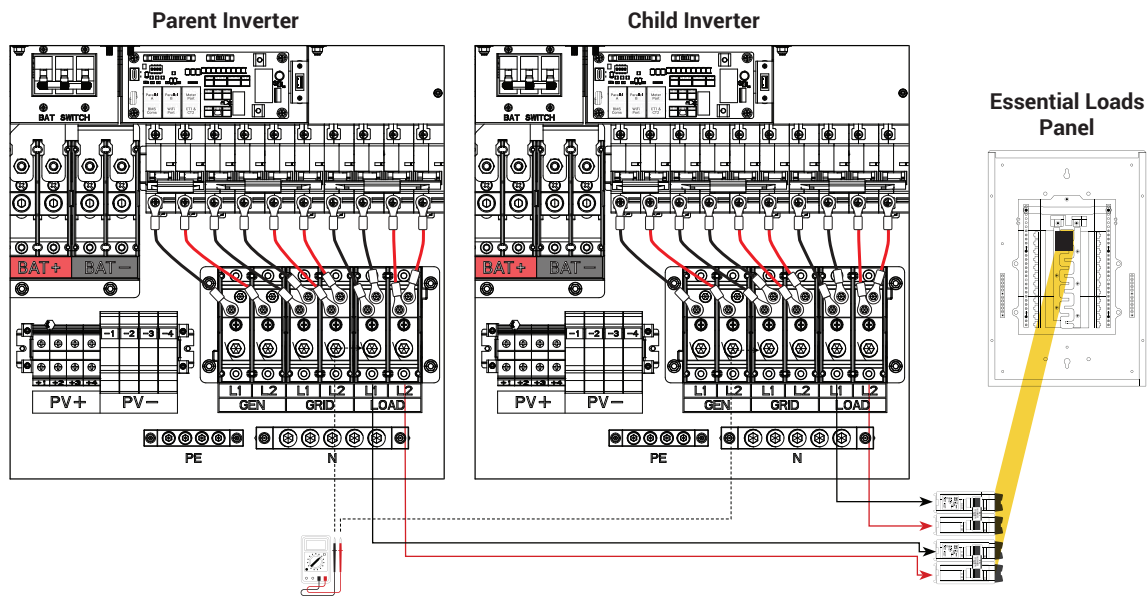 Parent Inverter
Child Inverter
Essential Loads
Panel
BAT SWITCH
BAT+ BAT-
-1 -2 -3 -4
+1 +2 +3 +4
PV+ PV-
L1 L2 L1 L2 L1 L2
GEN GRID LOAD
PE
N
BAT SWITCH
BAT+ BAT-
-1 -2 -3 -4
+1 +2 +3 +4
PV+ PV-
L1 L2 L1 L2 L1 L2
GEN GRID LOAD
PE
N